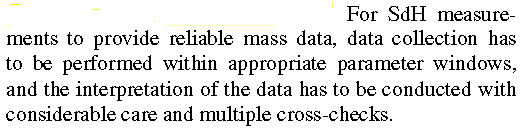 For SdH measure-
ments to provide reliable mass data, data collection has
to be performed within appropriate parameter windows,
and the interpretation of the data has to be conducted with
considerable care and multiple cross-checks.